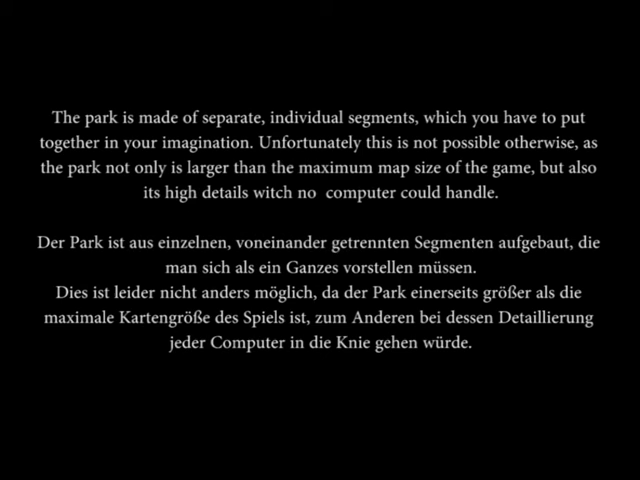 The park is made of separate, individual segments, which you have to put
together in your imagination. Unfortunately this is not possible otherwise, as
the park not only is larger than the maximum map size of the game, but also
its high details witch no computer could handle.
Der Park ist aus einzelnen, voneinander getrennten Segmenten aufgebaut, die
man sich als ein Ganzes vorstellen müssen.
Dies ist leider nicht anders möglich, da der Park einerseits größer als die
maximale Kartengröße des Spiels ist, zum Anderen bei dessen Detaillierung
jeder Computer in die Knie gehen würde.